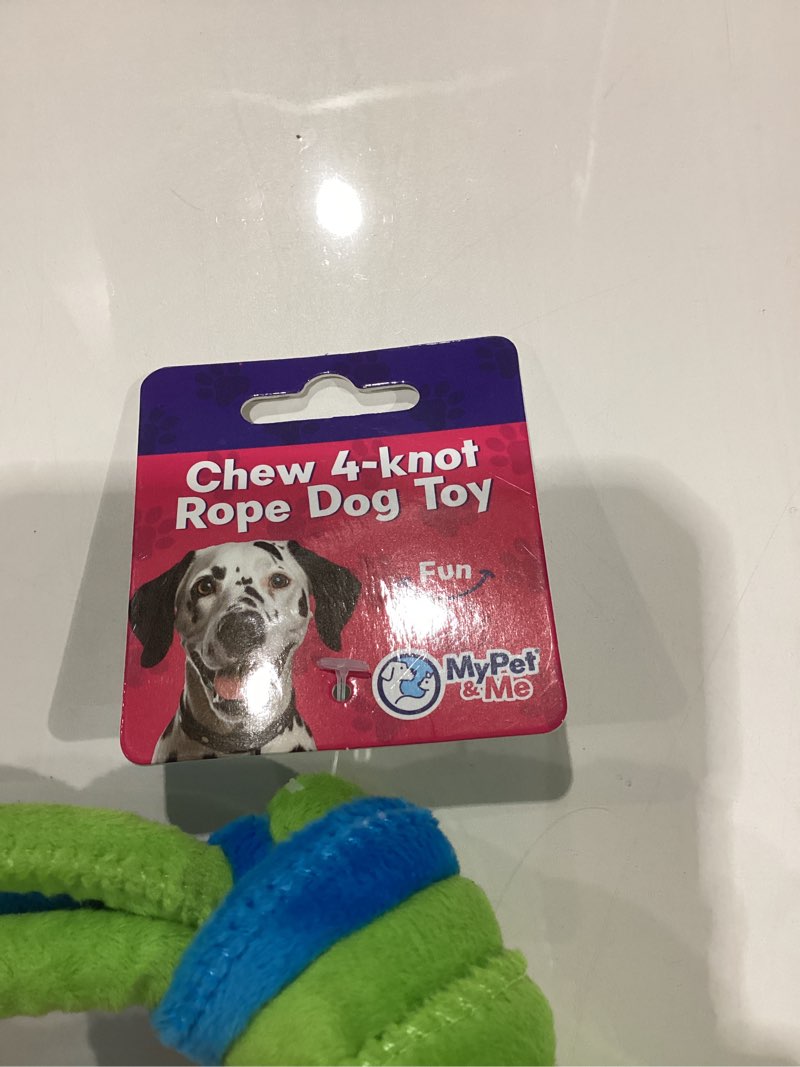 Chew 4-knot
Rope Dog Toy
Fun
MyPet
& Me